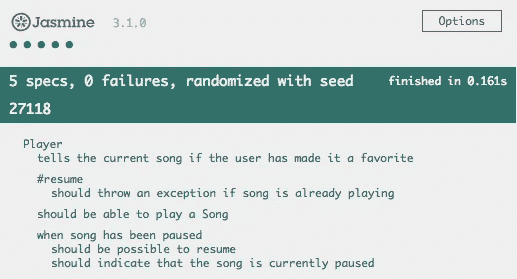 Jasmine 3.1.0 Options
5 specs, 0 failures, randomized with seed finished in 0.161s
27118
Player
tells the current song if the user has made it a favorite
#resume
should throw an exception if song is already playing
should be able to play a Song
when song has been paused
should be possible to resume
should indicate that the song is currently paused